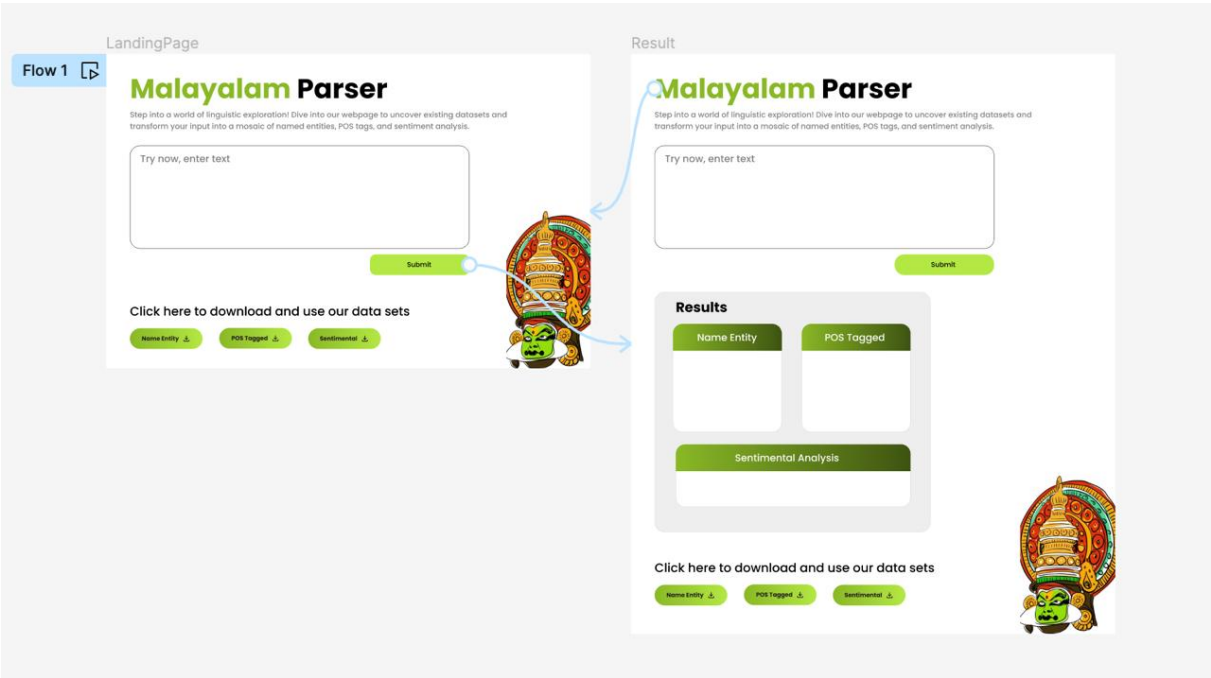 LandingPage
Flow 1
Malayalam Parser
Step into a world of linguistic exploration! Dive into our webpage to uncover existing datasets and
transform your input into a mosaic of named entities, POS tags, and sentiment analysis.
Try now, enter text
Submit
Click here to download and use our data sets
Name Entity
POS Tagged
Sentimental
Result
Malayalam Parser
Step into a world of linguistic exploration! Dive into our webpage to uncover existing datasets and
transform your input into a mosaic of named entities, POS tags, and sentiment analysis.
Try now, enter text
Submit
Results
Name Entity
POS Tagged
Sentimental Analysis
Click here to download and use our data sets
Name Entity
POS Tagged
Sentimental